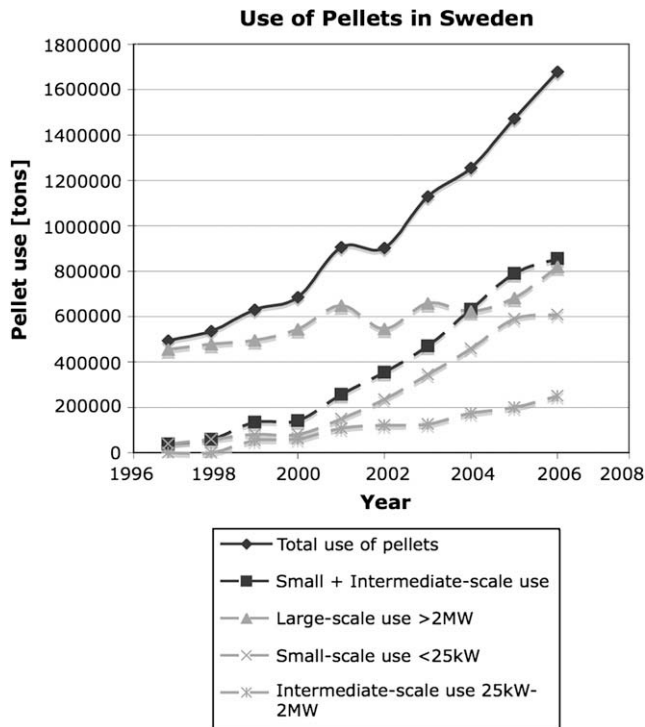 Use of Pellets in Sweden
1800000
1600000
1400000
1200000
1000000
800000
600000
400000
200000
0
Pellet use [tons]
1996 1998 2000 2002 2004 2006 2008
Year
Total use of pellets
Small + Intermediate-scale use
Large-scale use >2MW
Small-scale use <25kW
Intermediate-scale use 25kW-
2MW